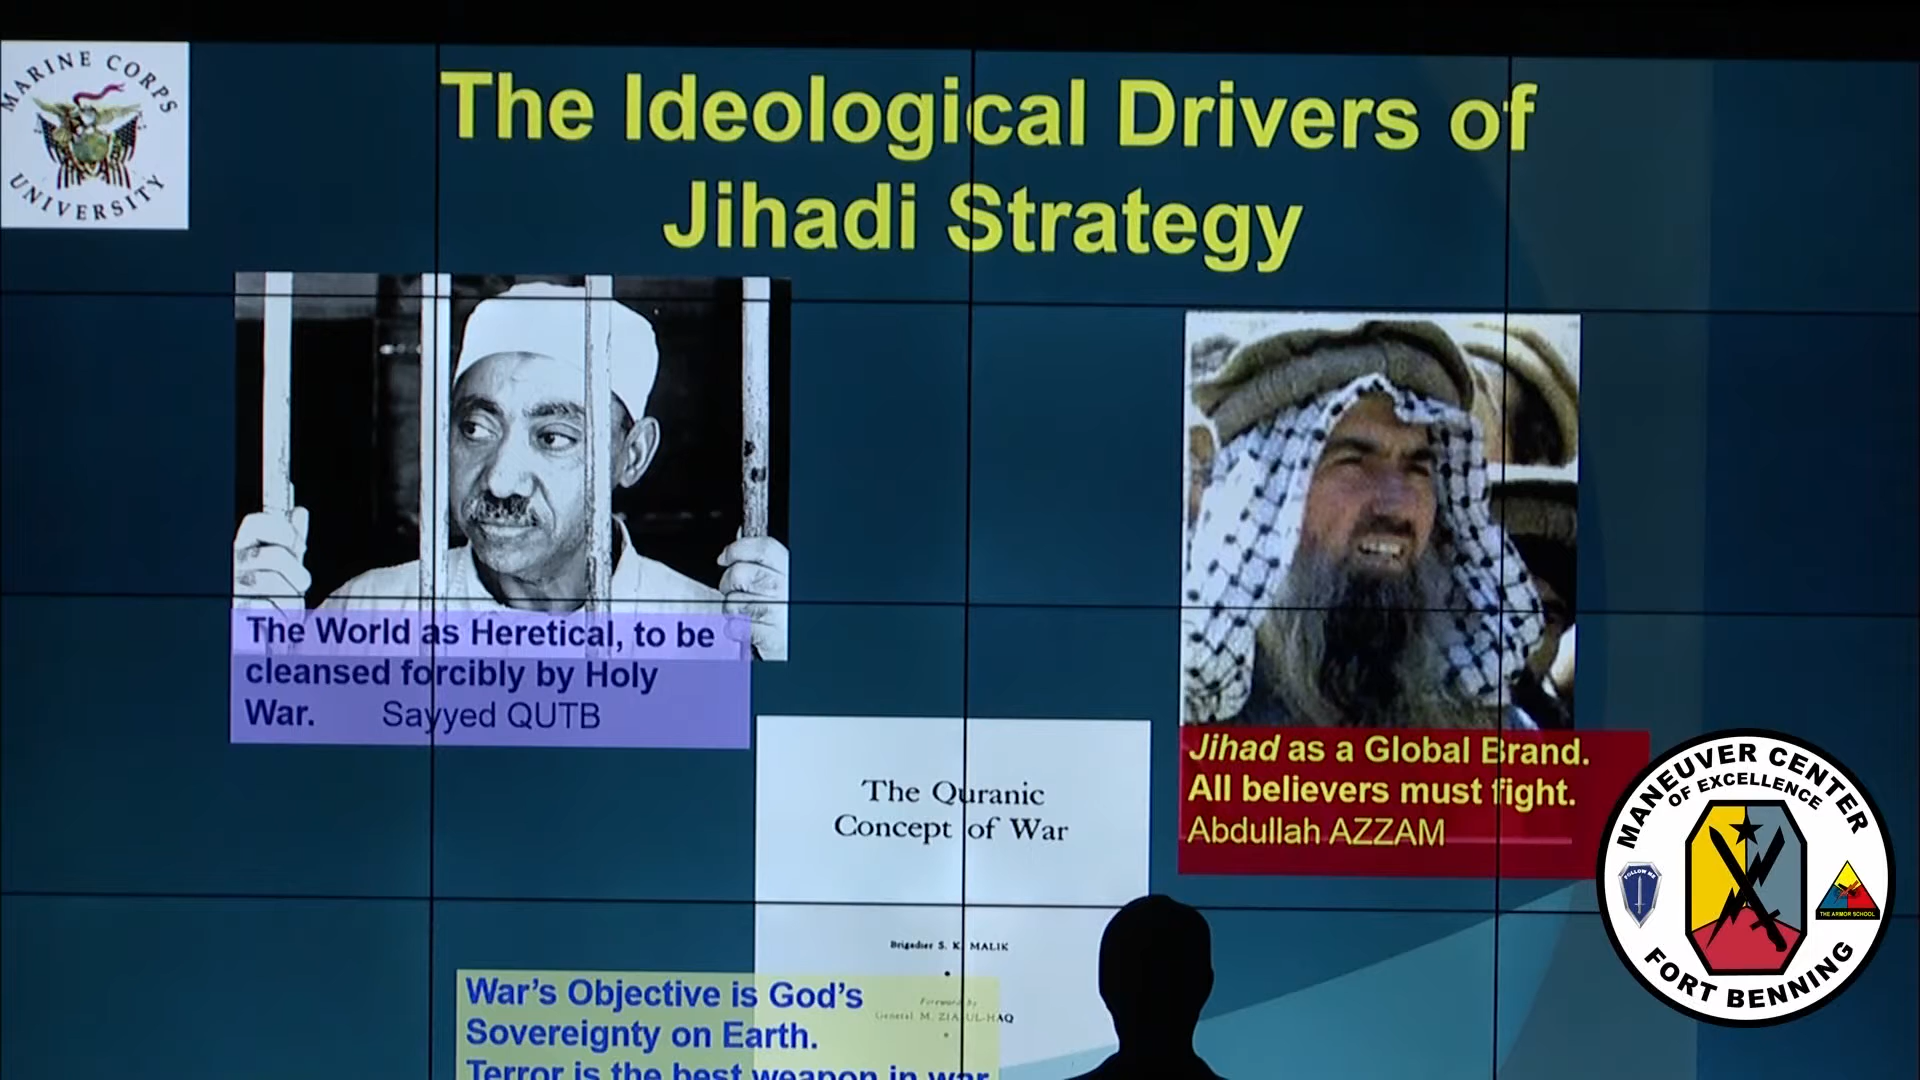 MARINE CORPS
UNIVERSITY
The Ideological Drivers of
Jihadi Strategy
The World as Heretical, to be
cleansed forcibly by Holy
War. Sayyed QUTB
Jihad as a Global Brand.
All believers must fight.
Abdullah AZZAM
The Quranic
Concept of War
Brigadier S. K. MALIK
Foreword by
General M. ZIA-UL-HAQ
War's Objective is God's
Sovereignty on Earth.
Terror is the best weapon in war
MANEUVER CENTER
OF EXCELLENCE
FOLLOW ME
THE ARMOR SCHOOL
FORT BENNING